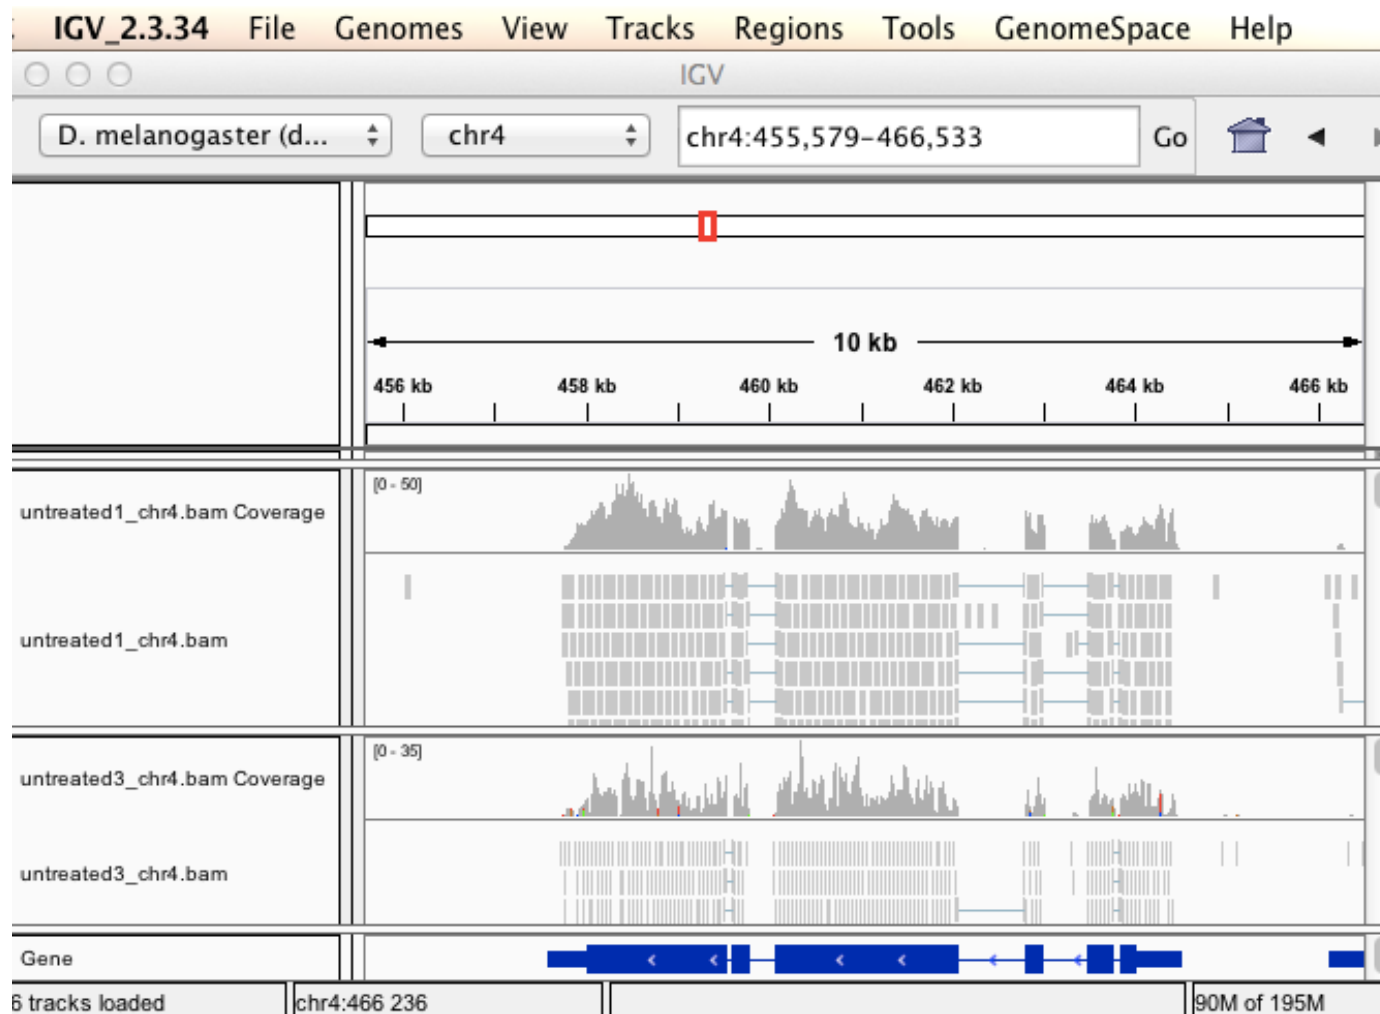 IGV_2.3.34 File Genomes View Tracks Regions Tools GenomeSpace Help
IGV
D. melanogaster (d... chr4 chr4:455,579-466,533 Go
10 kb
456 kb 458 kb 460 kb 462 kb 464 kb 466 kb
[0 - 50]
untreated1_chr4.bam Coverage
untreated1_chr4.bam
[0 - 35]
untreated3_chr4.bam Coverage
untreated3_chr4.bam
Gene
6 tracks loaded chr4:466 236 90M of 195M